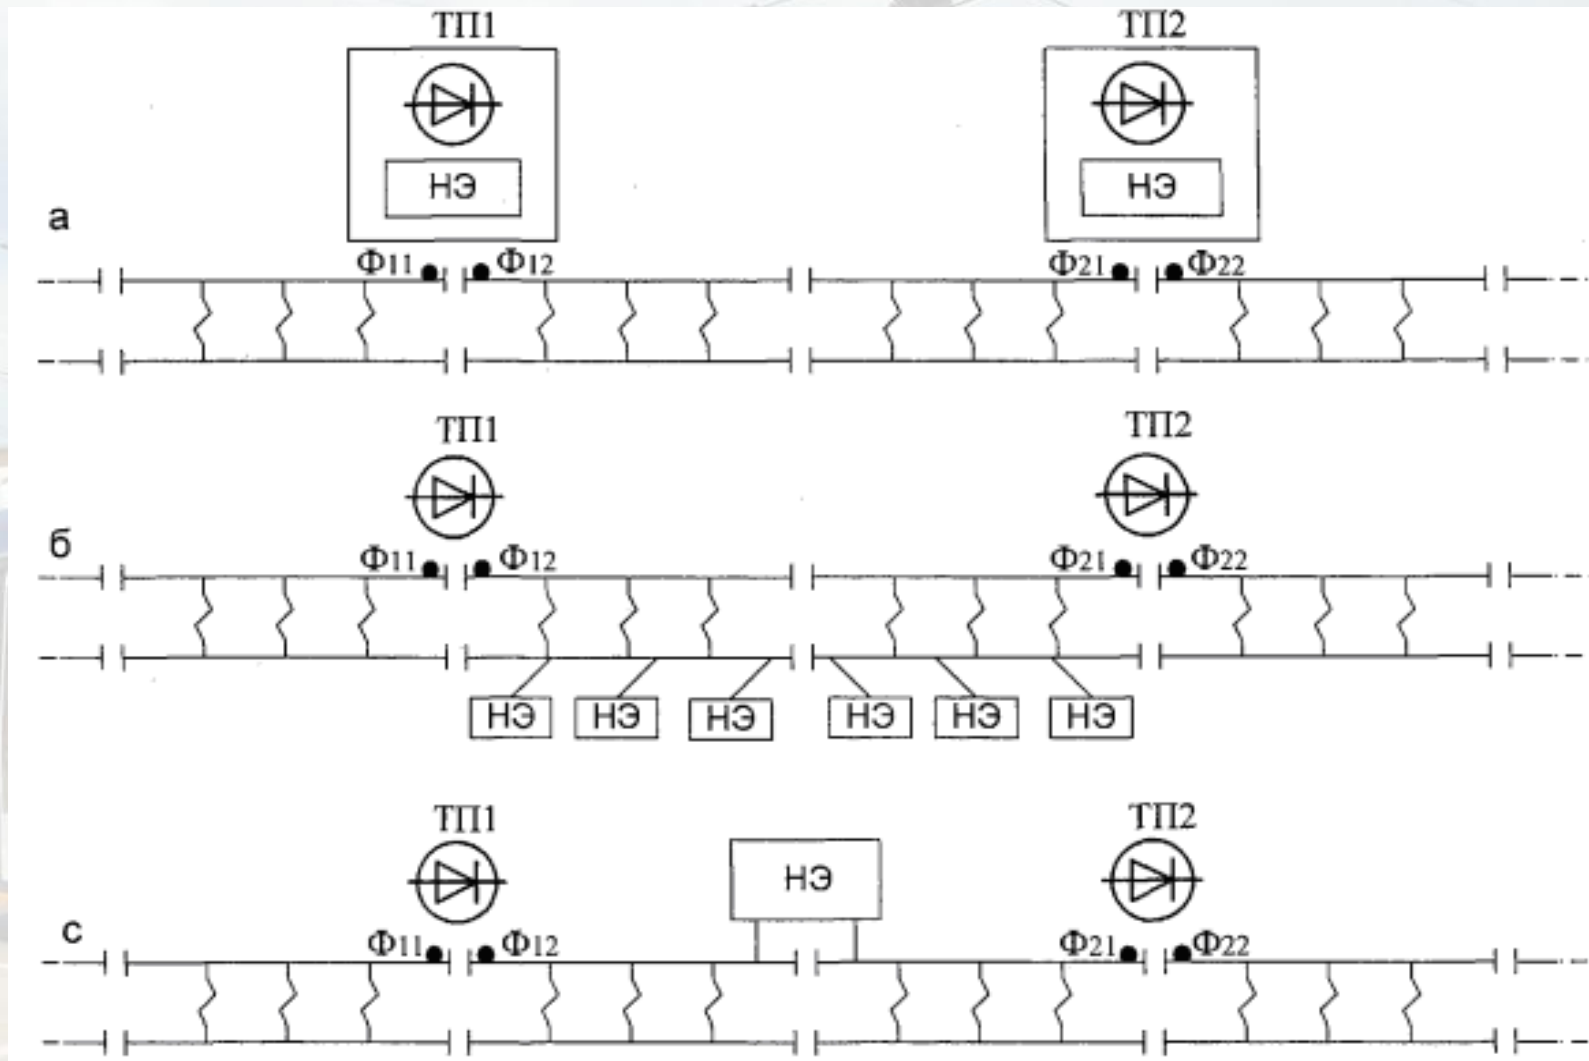 ТП1 ТП2
НЭ НЭ
а
Ф11 Ф12 Ф21 Ф22
ТП1 ТП2
б
Ф11 Ф12 Ф21 Ф22
НЭ НЭ НЭ НЭ НЭ НЭ
ТП1 ТП2
НЭ
с
Ф11 Ф12 Ф21 Ф22